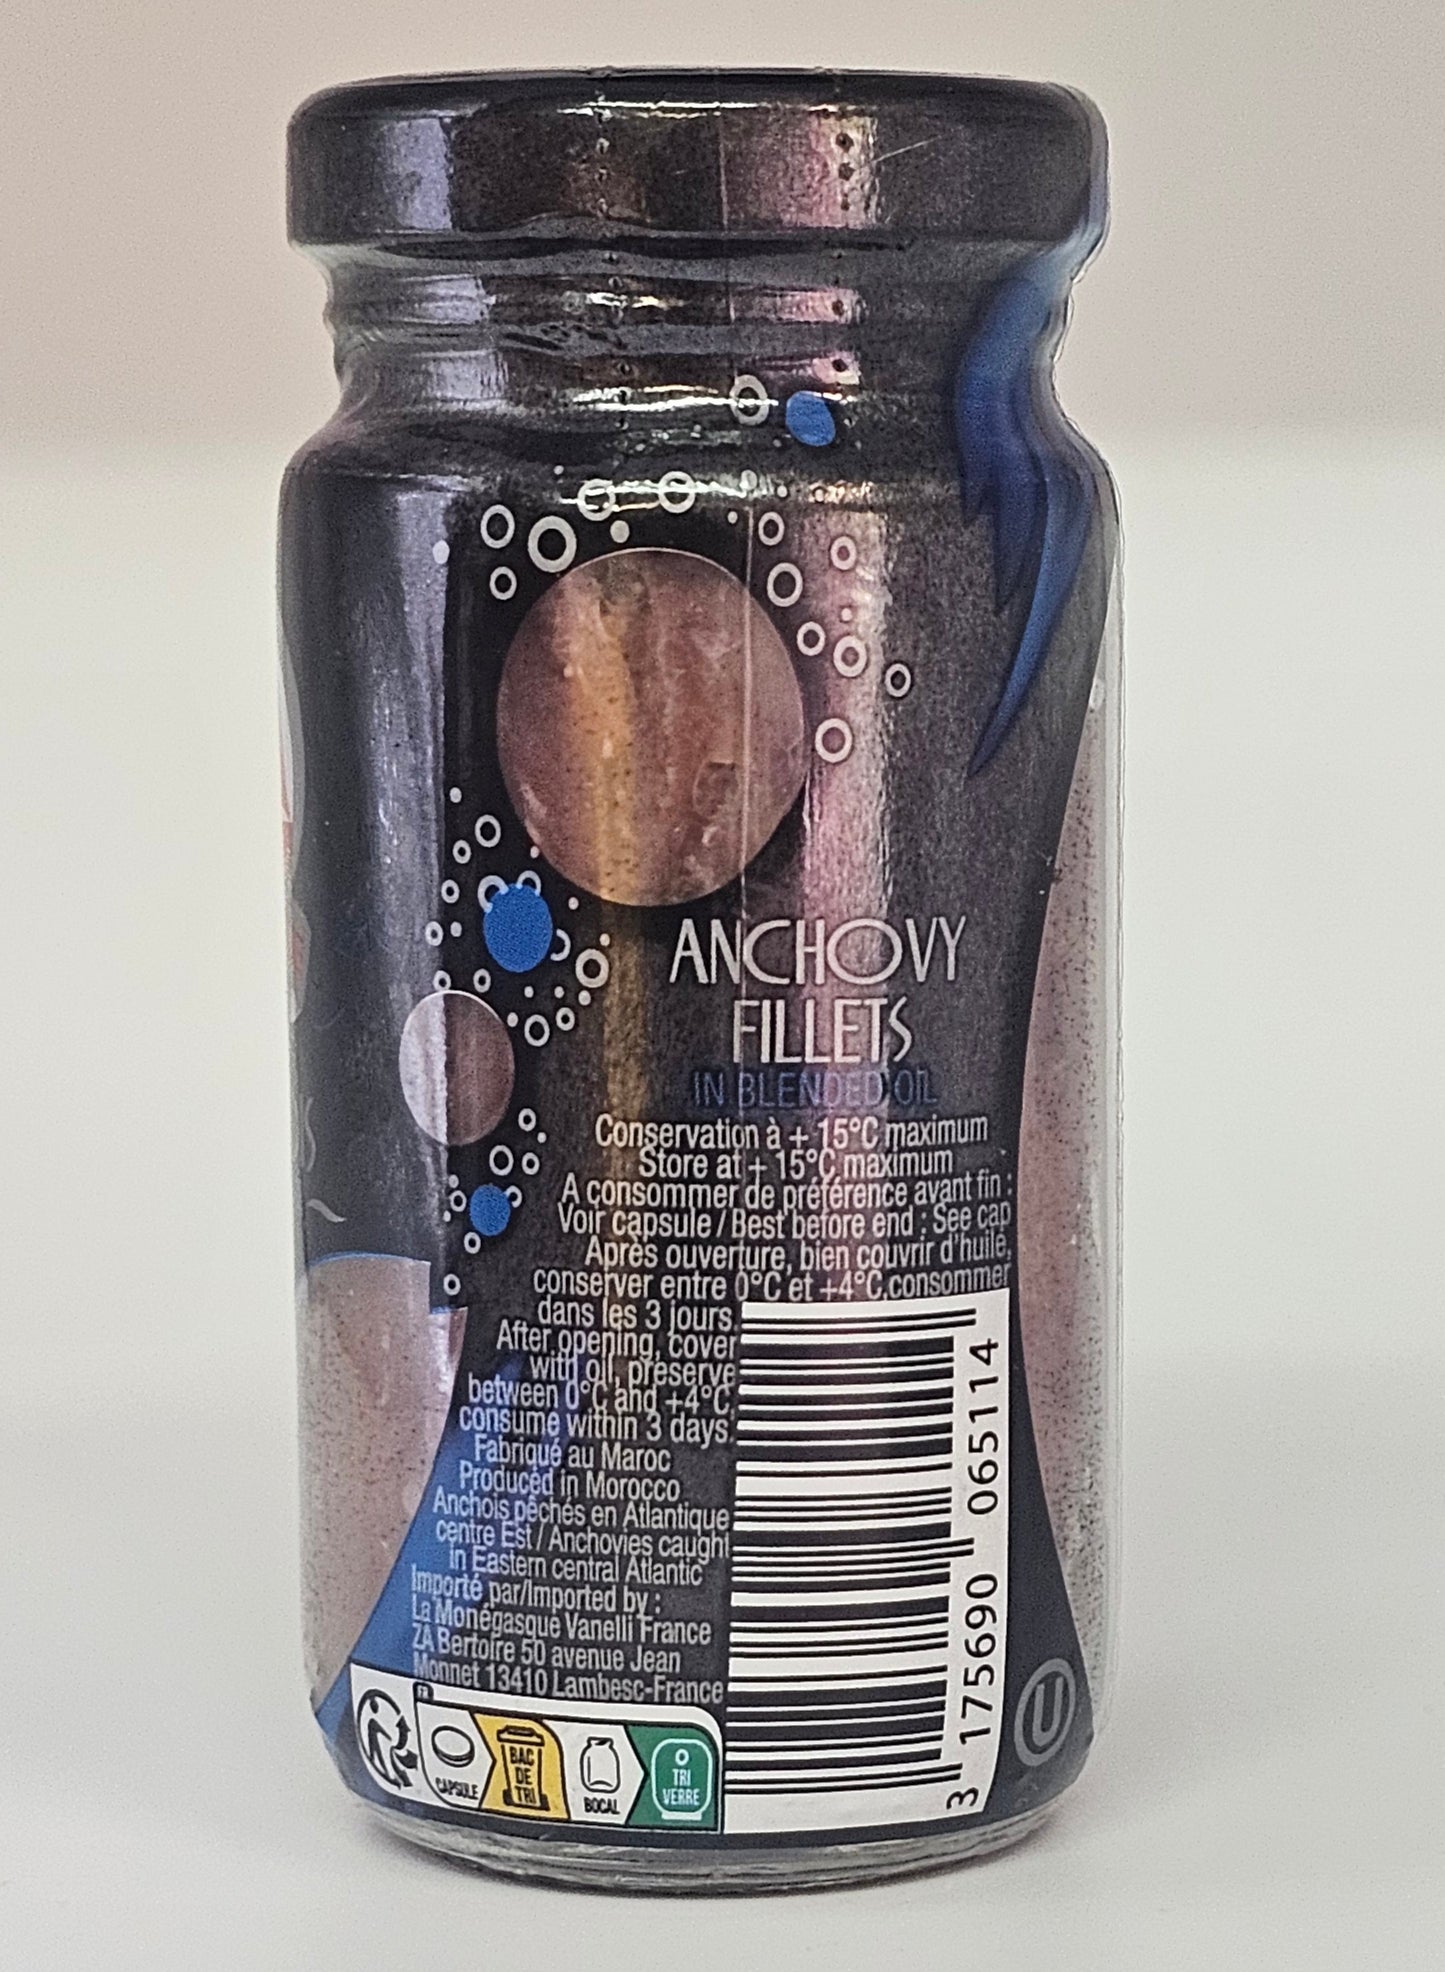 ANCHOVY
FILLETS
IN BLENDED OIL
Conservation à + 15°C maximum
Store at + 15°C maximum
A consommer de préférence avant fin :
Voir capsule / Best before end : See cap
Après ouverture, bien couvrir d'huile,
conserver entre 0°C et +4°C,consommer
dans les 3 jours.
After opening, cover
with oil, preserve
between 0°C and +4°C,
consume within 3 days.
Fabriqué au Maroc
Produced in Morocco
Anchois pêchés en Atlantique
centre Est / Anchovies caught
in Eastern central Atlantic
Importé par/Imported by :
La Monégasque Vanelli France
ZA Bertoire 50 avenue Jean
Monnet 13410 Lambesc-France
FR
CAPSULE
BAC
DE
TRI
BOCAL
TRI
VERRE
3 175690 065114
U